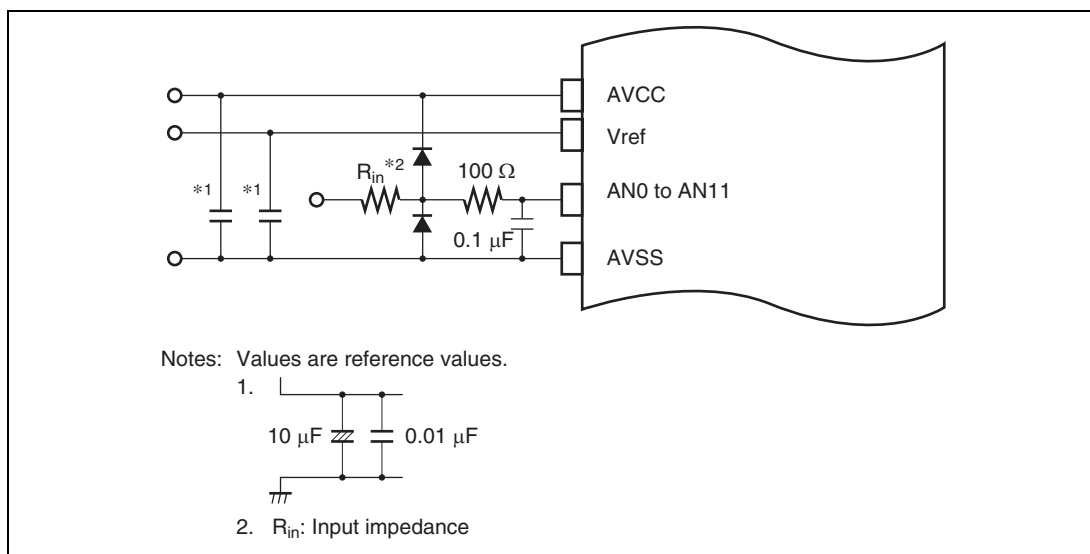 AVCC
Vref
Rin*2
100 Ω
*1
*1
AN0 to AN11
0.1 μF
AVSS
Notes: Values are reference values.
1.
10 μF
0.01 μF
2. Rin: Input impedance